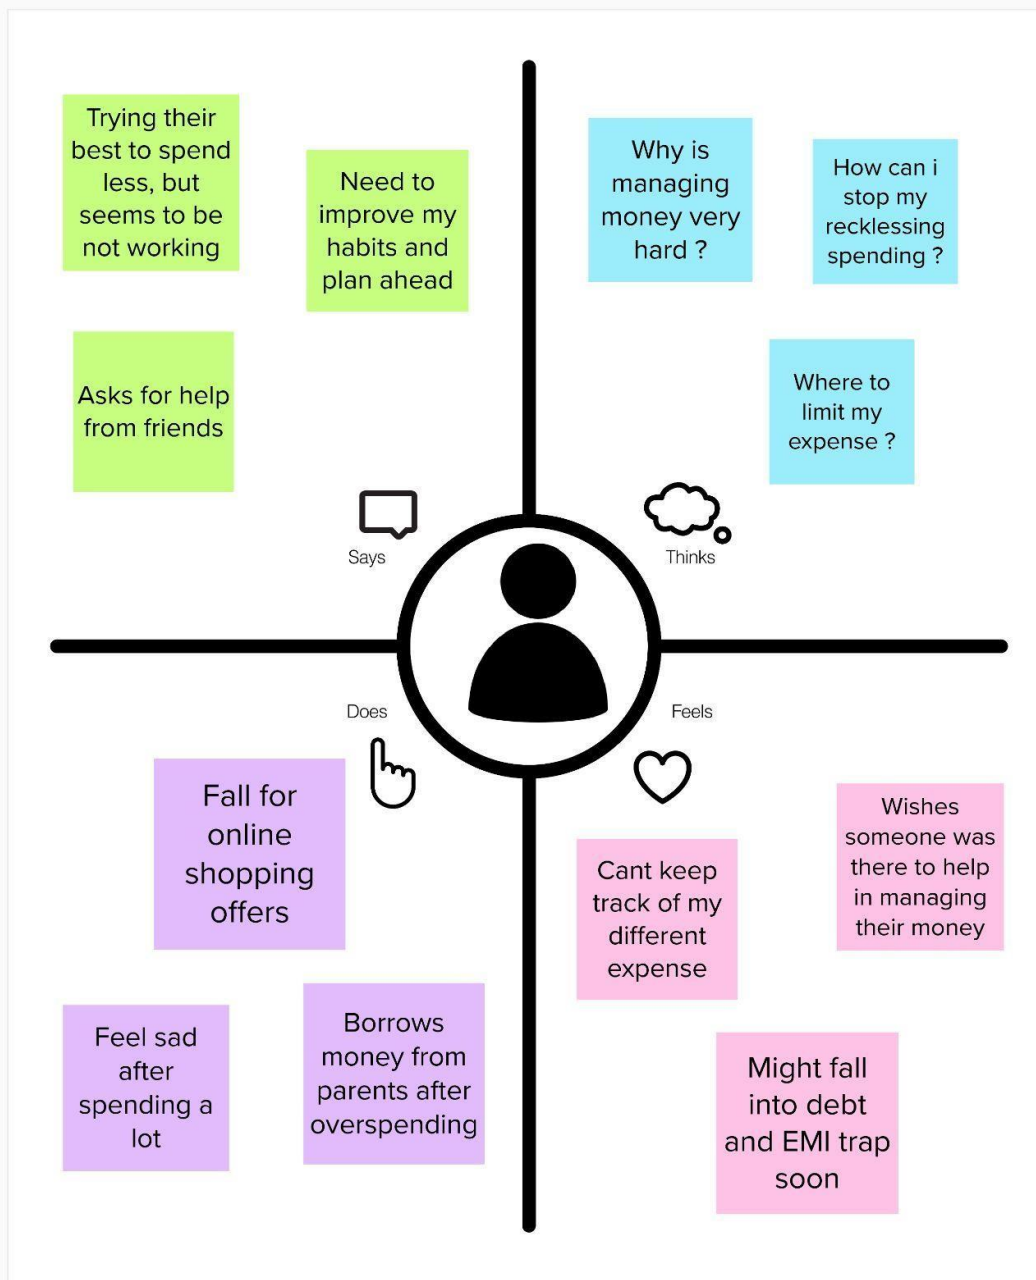 Trying their
best to spend
less, but
seems to be
not working
Need to
improve my
habits and
plan ahead
Asks for help
from friends
Says
Why is
managing
money very
hard ?
How can i
stop my
recklessing
spending ?
Where to
limit my
expense ?
Thinks
Does
Fall for
online
shopping
offers
Feel sad
after
spending a
lot
Borrows
money from
parents after
overspending
Feels
Cant keep
track of my
different
expense
Wishes
someone was
there to help
in managing
their money
Might fall
into debt
and EMI trap
soon